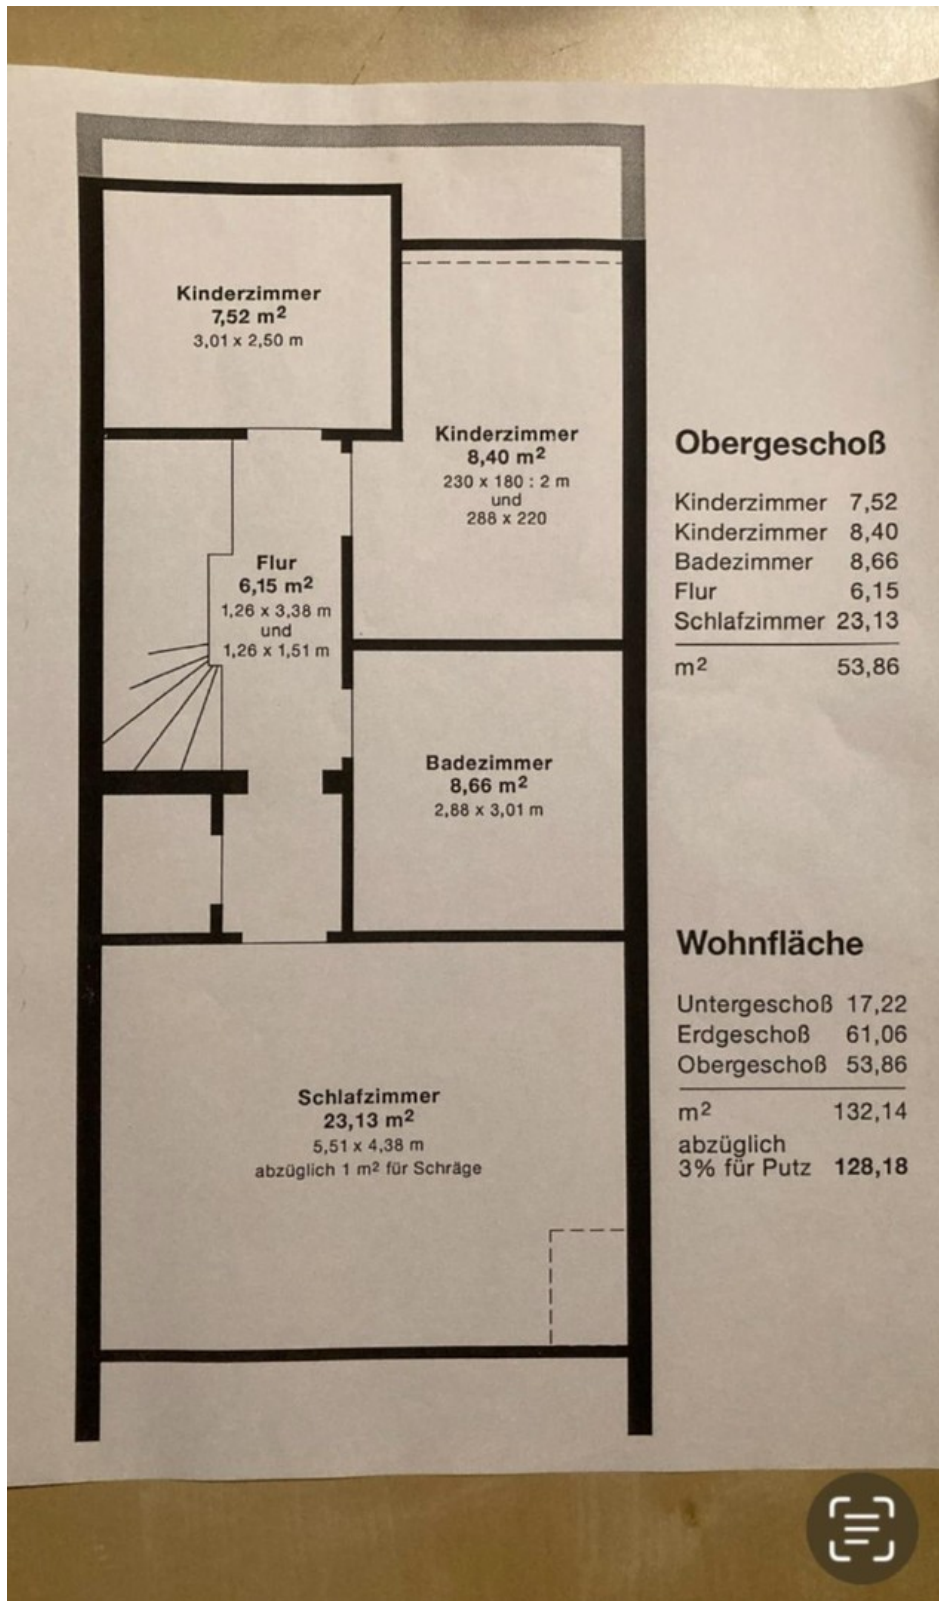 Kinderzimmer
7,52 m²
3,01 x 2,50 m
Kinderzimmer
8,40 m²
230 x 180 : 2 m
und
288 x 220
Flur
6,15 m²
1,26 x 3,38 m
und
1,26 x 1,51 m
Badezimmer
8,66 m²
2,88 x 3,01 m
Schlafzimmer
23,13 m²
5,51 x 4,38 m
abzüglich 1 m² für Schräge
Obergeschoß
Kinderzimmer 7,52
Kinderzimmer 8,40
Badezimmer 8,66
Flur 6,15
Schlafzimmer 23,13
m² 53,86
Wohnfläche
Untergeschoß 17,22
Erdgeschoß 61,06
Obergeschoß 53,86
m² 132,14
abzüglich
3% für Putz 128,18